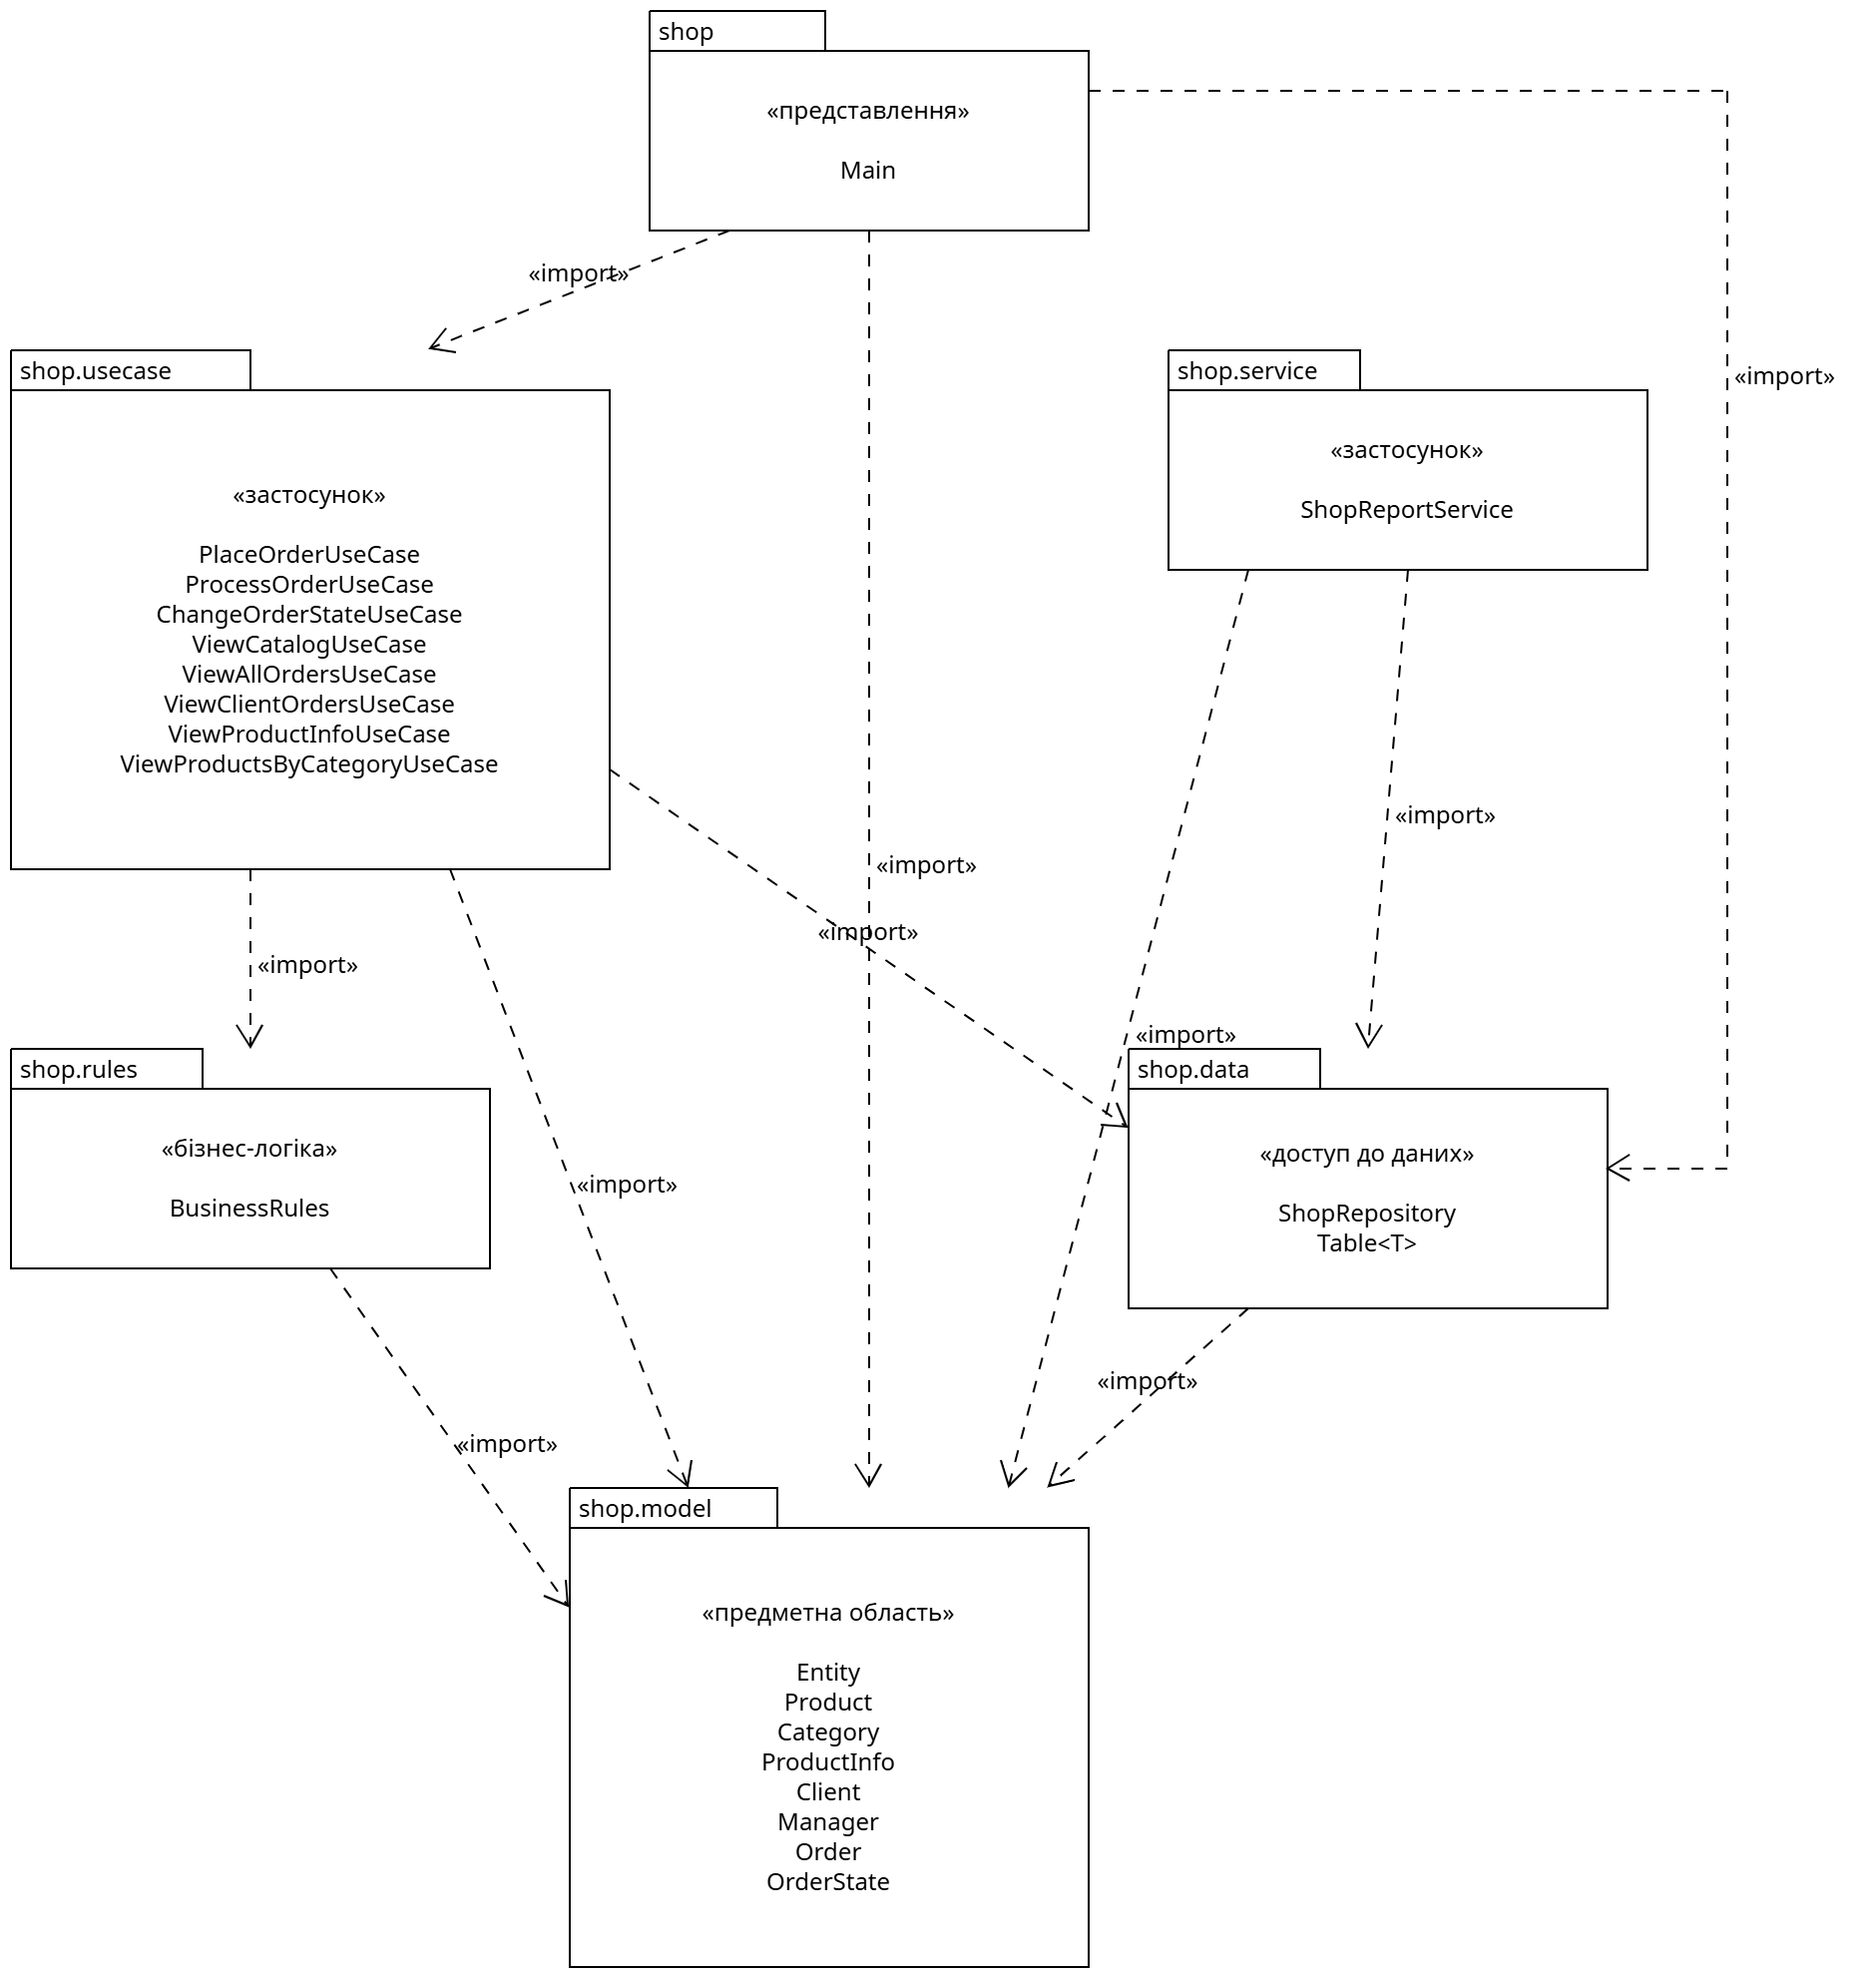 shop
«представлення»
Main
«import»
«import»
shop.usecase
«застосунок»
PlaceOrderUseCase
ProcessOrderUseCase
ChangeOrderStateUseCase
ViewCatalogUseCase
ViewAllOrdersUseCase
ViewClientOrdersUseCase
ViewProductInfoUseCase
ViewProductsByCategoryUseCase
shop.service
«застосунок»
ShopReportService
«import»
«import»
«import»
«import»
«import»
shop.rules
«бізнес-логіка»
BusinessRules
shop.data
«доступ до даних»
ShopRepository
Table<T>
«import»
«import»
«import»
shop.model
«предметна область»
Entity
Product
Category
ProductInfo
Client
Manager
Order
OrderState